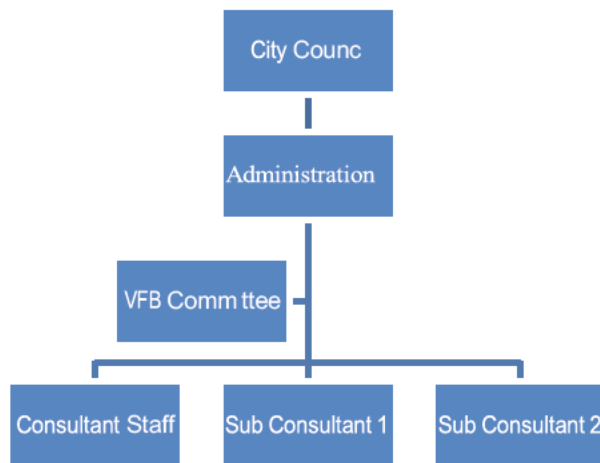 City Counc
Administration
VFB Comm ttee
Consultant Staff
Sub Consultant 1
Sub Consultant 2